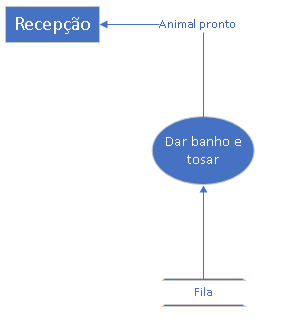 Recepção
Animal pronto
Dar banho e
tosar
Fila